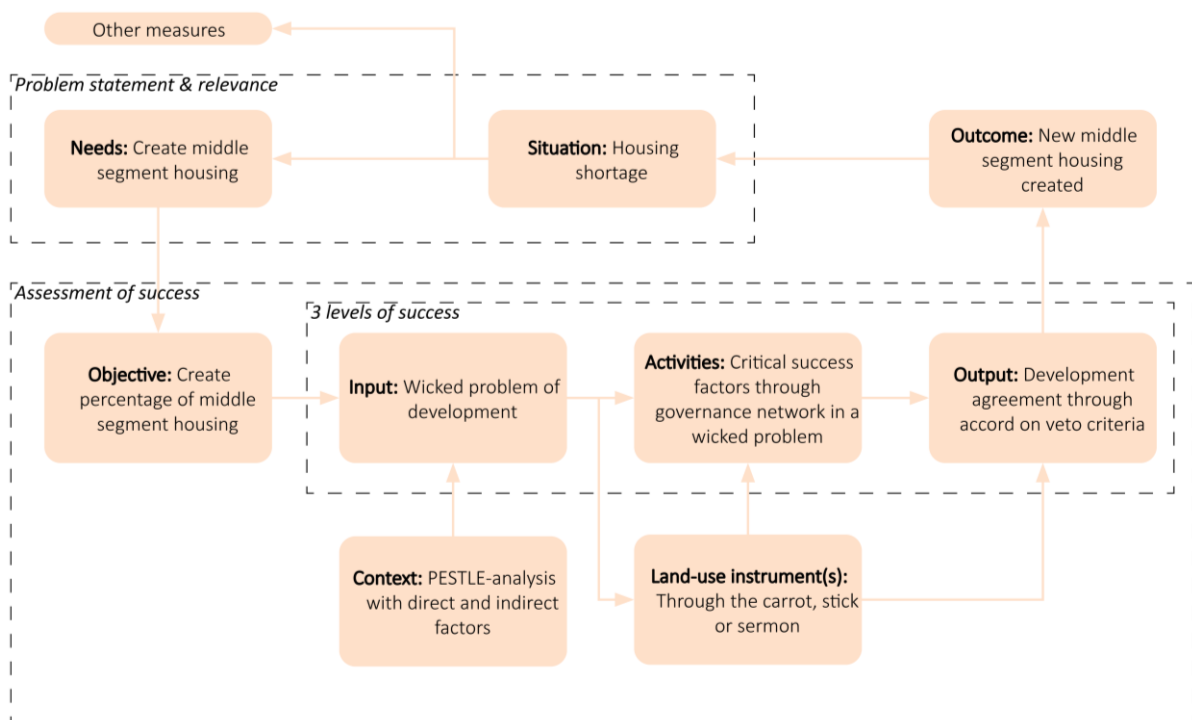 Other measures
Problem statement & relevance
Needs: Create middle
segment housing
Situation: Housing
shortage
Outcome: New middle
segment housing
created
Assessment of success
3 levels of success
Objective: Create
percentage of middle
segment housing
Input: Wicked problem of
development
Activities: Critical success
factors through
governance network in a
wicked problem
Output: Development
agreement through
accord on veto criteria
Context: PESTLE-analysis
with direct and indirect
factors
Land-use instrument(s):
Through the carrot, stick
or sermon